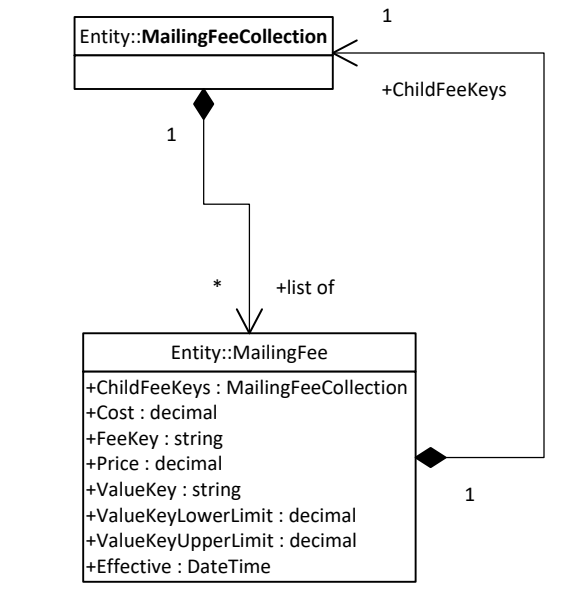 1
Entity::MailingFeeCollection
+ChildFeeKeys
1
* +list of
Entity::MailingFee
+ChildFeeKeys : MailingFeeCollection
+Cost : decimal
+FeeKey : string
+Price : decimal
+ValueKey : string
+ValueKeyLowerLimit : decimal
+ValueKeyUpperLimit : decimal
+Effective : DateTime
1